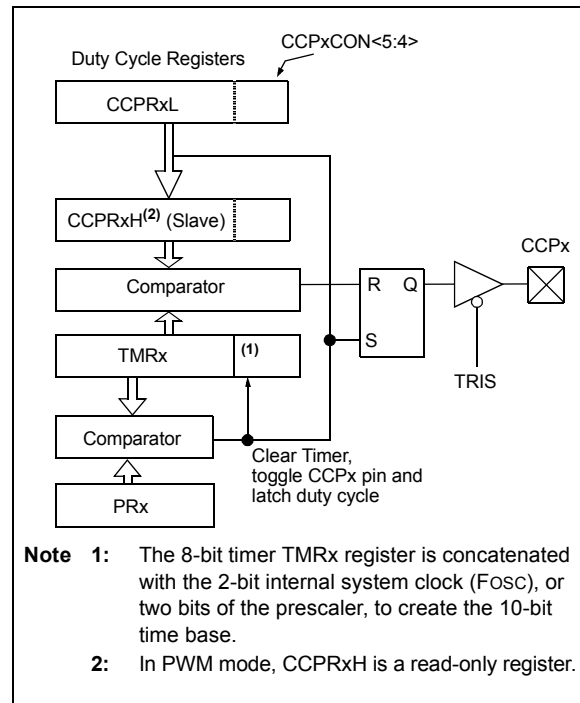 CCPxCON<5:4>
Duty Cycle Registers
CCPRxL
CCPRxH(2) (Slave)
CCPx
Comparator
R Q
TMRx (1)
S
TRIS
Comparator
Clear Timer,
toggle CCPx pin and
latch duty cycle
PRx
Note 1: The 8-bit timer TMRx register is concatenated
with the 2-bit internal system clock (FOSC), or
two bits of the prescaler, to create the 10-bit
time base.
2: In PWM mode, CCPRxH is a read-only register.